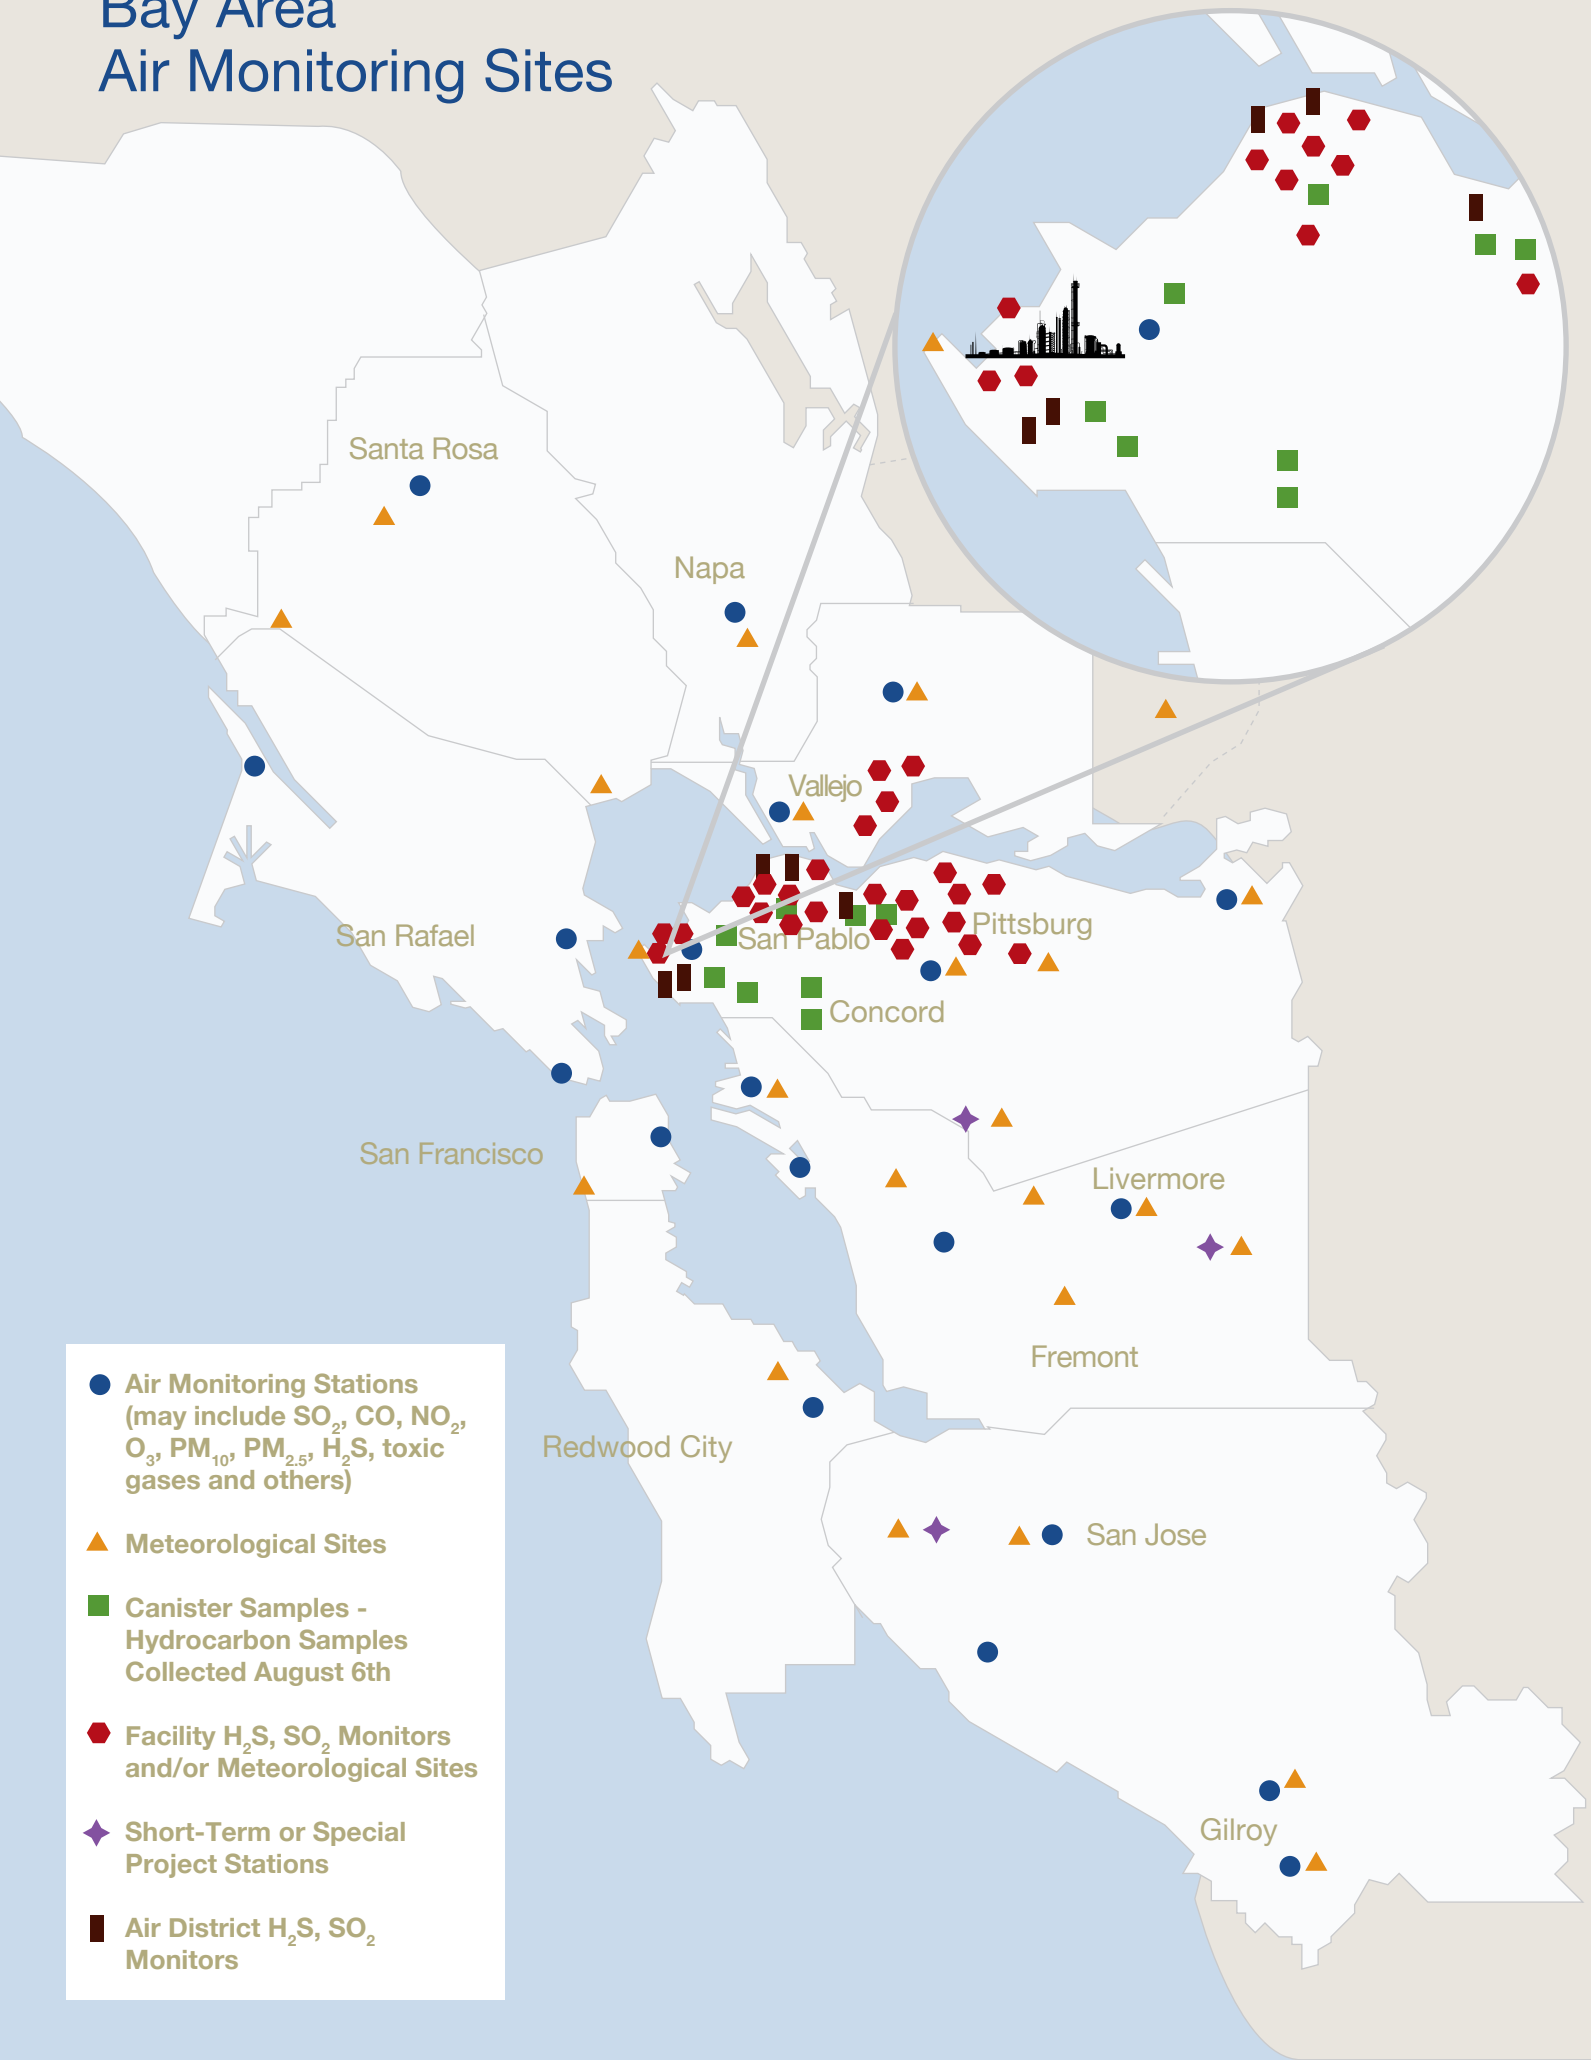 Bay Area
Air Monitoring Sites
Santa Rosa
Napa
Vallejo
San Rafael
San Pablo
Pittsburg
Concord
San Francisco
Livermore
Fremont
Redwood City
San Jose
Gilroy
Air Monitoring Stations
(may include SO2, CO, NO2,
O3, PM10, PM2.5, H2S, toxic
gases and others)
Meteorological Sites
Canister Samples -
Hydrocarbon Samples
Collected August 6th
Facility H2S, SO2 Monitors
and/or Meteorological Sites
Short-Term or Special
Project Stations
Air District H2S, SO2
Monitors